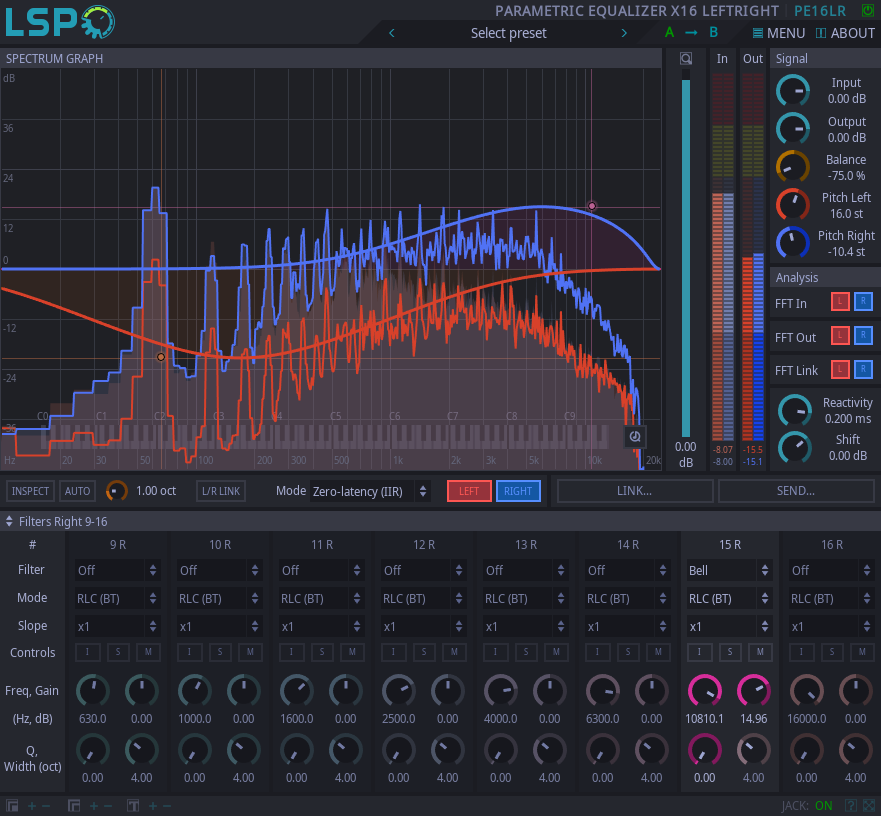 LSP
PARAMETRIC EQUALIZER X16 LEFTRIGHT | PE16LR
Select preset A B MENU ABOUT
SPECTRUM GRAPH In Out Signal
dB
36
24
12
0
-12
-24
-36
C0 C1 C2 C3 C4 C5 C6 C7 C8 C9
Hz 20 30 50 100 200 300 500 1k 2k 3k 5k 10k 20k
0.00
dB
-8.07 -15.5
-8.00 -15.1
Input
0.00 dB
Output
0.00 dB
Balance
-75.0 %
Pitch Left
16.0 st
Pitch Right
-10.4 st
Analysis
FFT In L R
FFT Out L R
FFT Link L R
Reactivity
0.200 ms
Shift
0.00 dB
INSPECT AUTO 1.00 oct L/R LINK Mode Zero-latency (IIR) LEFT RIGHT LINK... SEND...
Filters Right 9-16
# 9 R 10 R 11 R 12 R 13 R 14 R 15 R 16 R
Filter Off Off Off Off Off Off Bell Off
Mode RLC (BT) RLC (BT) RLC (BT) RLC (BT) RLC (BT) RLC (BT) RLC (BT) RLC (BT)
Slope x1 x1 x1 x1 x1 x1 x1 x1
Controls I S M I S M I S M I S M I S M I S M I S M I S M
Freq, Gain
(Hz, dB) 630.0 0.00 1000.0 0.00 1600.0 0.00 2500.0 0.00 4000.0 0.00 6300.0 0.00 10810.1 14.96 16000.0 0.00
Q,
Width (oct)
0.00 4.00 0.00 4.00 0.00 4.00 0.00 4.00 0.00 4.00 0.00 4.00 0.00 4.00 0.00 4.00
+ − + − T + − JACK: ON ?